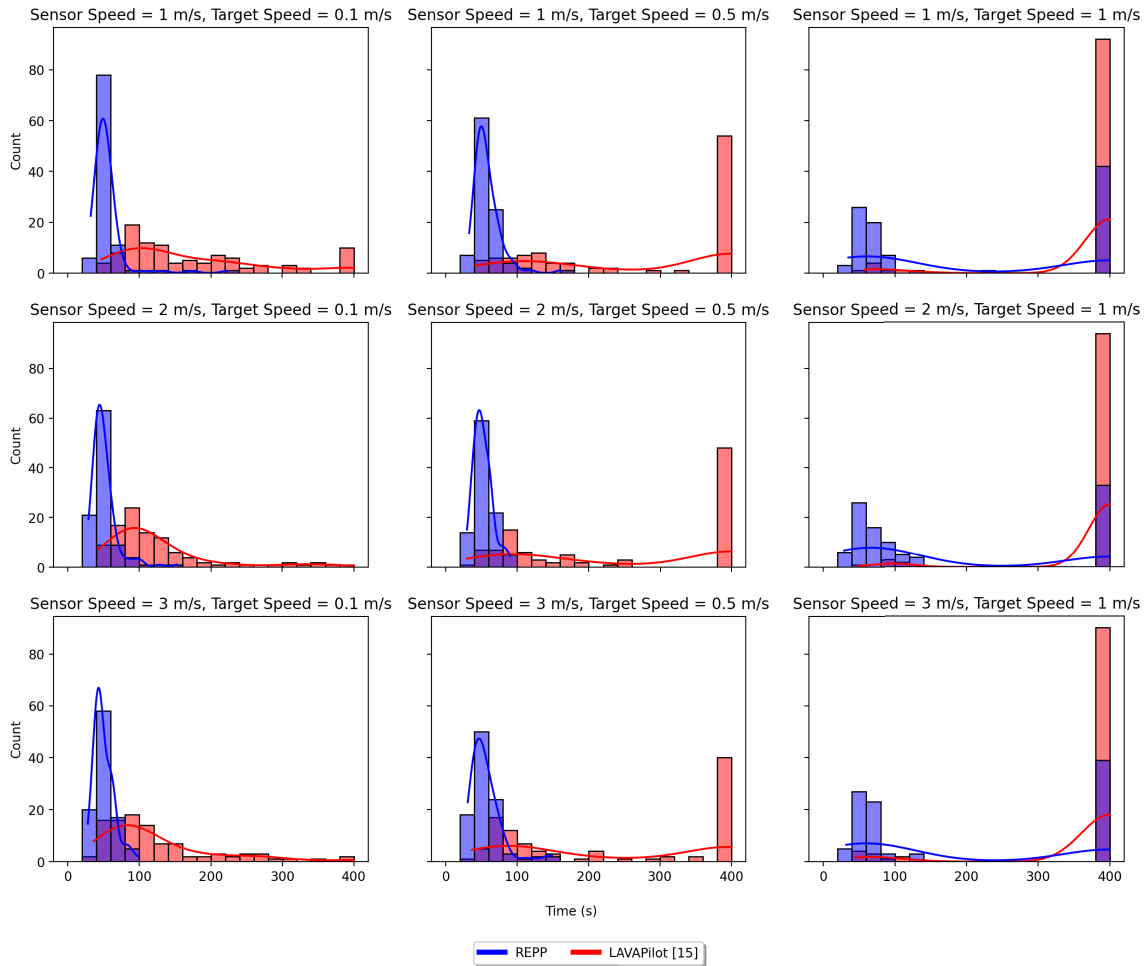 Sensor Speed = 1 m/s, Target Speed = 0.1 m/s
Sensor Speed = 1 m/s, Target Speed = 0.5 m/s
Sensor Speed = 1 m/s, Target Speed = 1 m/s
80
60
40
20
0
Count
Sensor Speed = 2 m/s, Target Speed = 0.1 m/s
Sensor Speed = 2 m/s, Target Speed = 0.5 m/s
Sensor Speed = 2 m/s, Target Speed = 1 m/s
80
60
40
20
0
Count
Sensor Speed = 3 m/s, Target Speed = 0.1 m/s
Sensor Speed = 3 m/s, Target Speed = 0.5 m/s
Sensor Speed = 3 m/s, Target Speed = 1 m/s
80
60
40
20
0
Count
0 100 200 300 400
0 100 200 300 400
0 100 200 300 400
Time (s)
REPP
LAVAPilot [15]